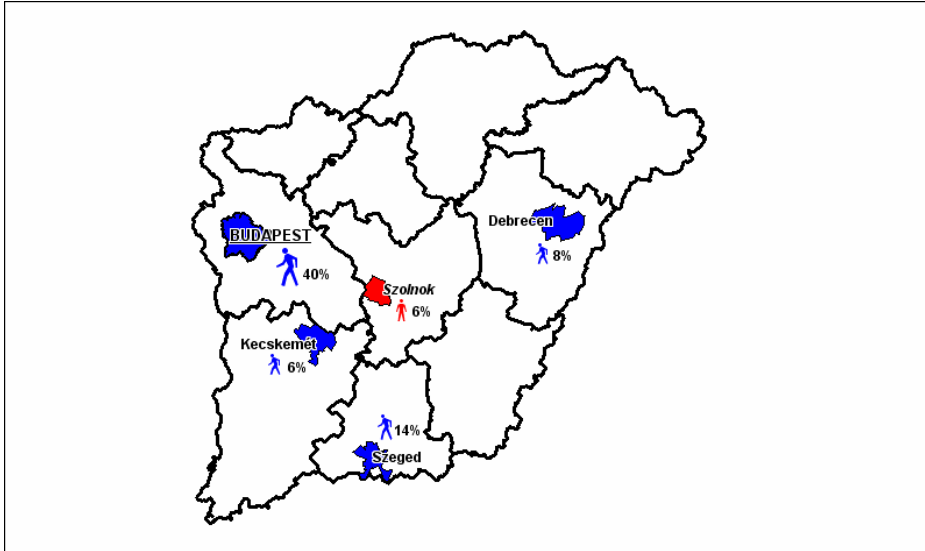 Debrecen
8%
BUDAPEST
40%
Szolnok
6%
Kecskemét
6%
14%
Szeged